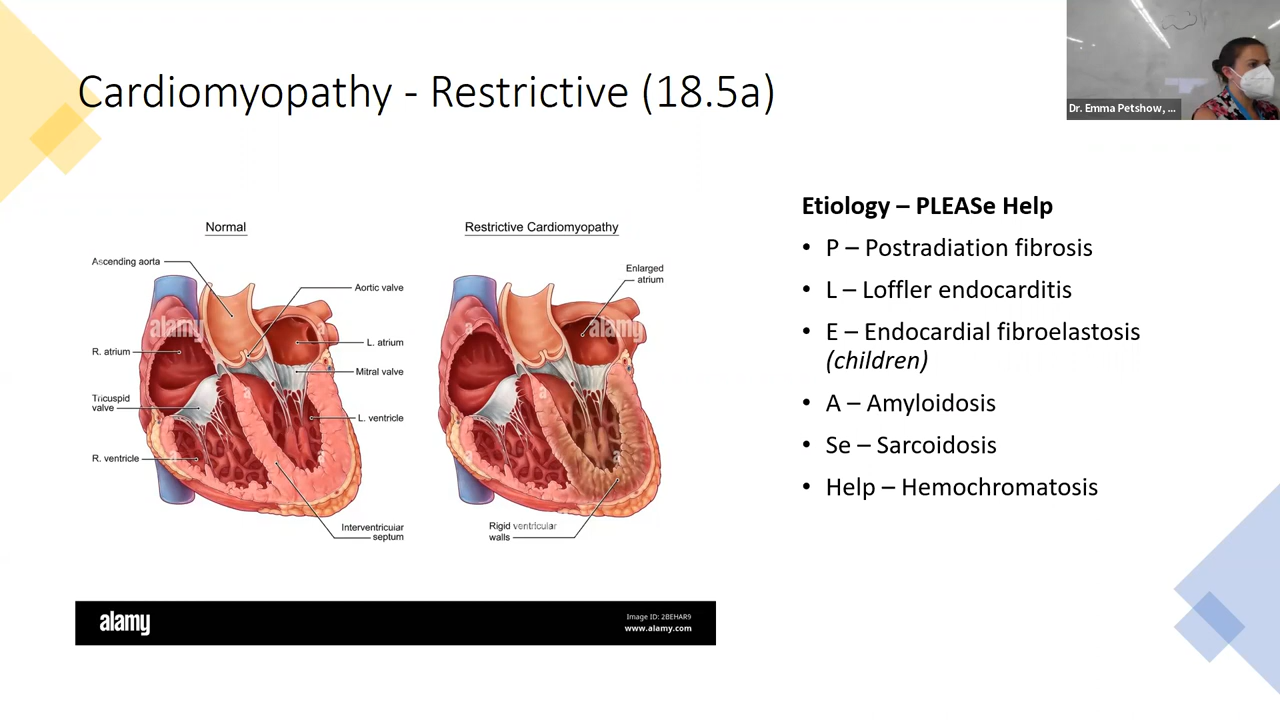 Cardiomyopathy - Restrictive (18.5a)
Dr. Emma Petshow, ...
Normal
Ascending aorta
Aortic valve
R. atrium
L. atrium
Mitral valve
Tricuspid
valve
L. ventricle
R. ventricle
Interventricular
septum
alamy
a
a
a
a
Restrictive Cardiomyopathy
Enlarged
atrium
Rigid ventricular
walls
a
alamy
a
a
Etiology – PLEASe Help
• P – Postradiation fibrosis
• L – Loffler endocarditis
• E – Endocardial fibroelastosis
(children)
• A – Amyloidosis
• Se – Sarcoidosis
• Help – Hemochromatosis
alamy
Image ID: 2BEHAR9
www.alamy.com